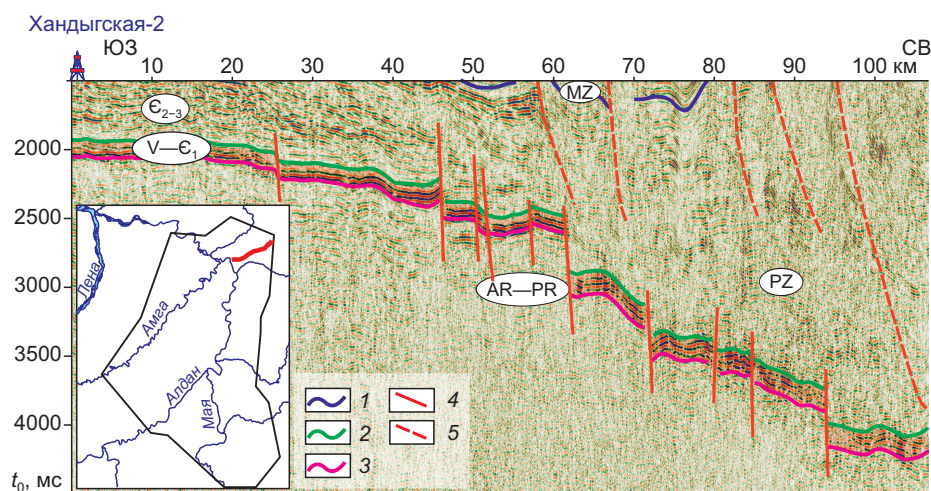 Хандыгская-2
ЮЗ
СВ
10 20 30 40 50 60 70 80 90 100 км
MZ
Є2–3
V—Є1
2000
2500
3000
3500
4000
t0, мс
AR—PR
PZ
Лена
Амга
Алдан
Мая
1
2
3
4
5